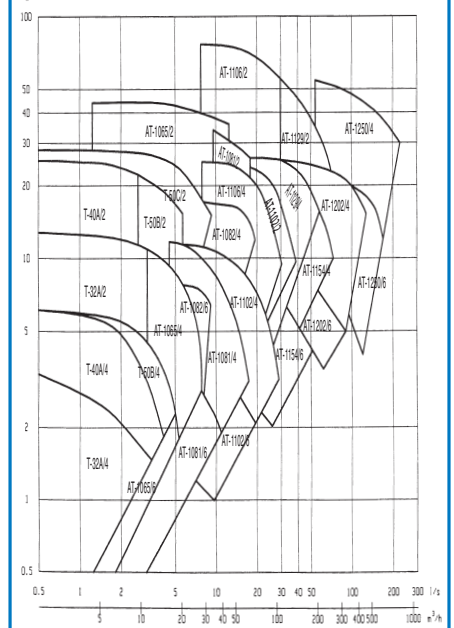 100
AT-1106/2
50
40
AT-1065/2
AT-1129/2
AT-1250/4
30
T-50C/2
AT-1106/4
20
T-40A/2
T-50B/2
AT-1202/4
AT-1082/4
10
AT-1154/4
AT-1250/6
T-32A/2
AT-1082/6
AT-1102/4
AT-1065/4
AT-1202/6
5
AT-1081/4
AT-1154/6
T-40A/4
T-50B/4
2
AT-1102/6
AT-1081/6
T-32A/4
AT-1065/6
1
0.5
0.5 1 2 5 10 20 30 40 50 100 200 300 l/s
5 10 20 30 40 50 100 200 300 400 500 1000 m³/h